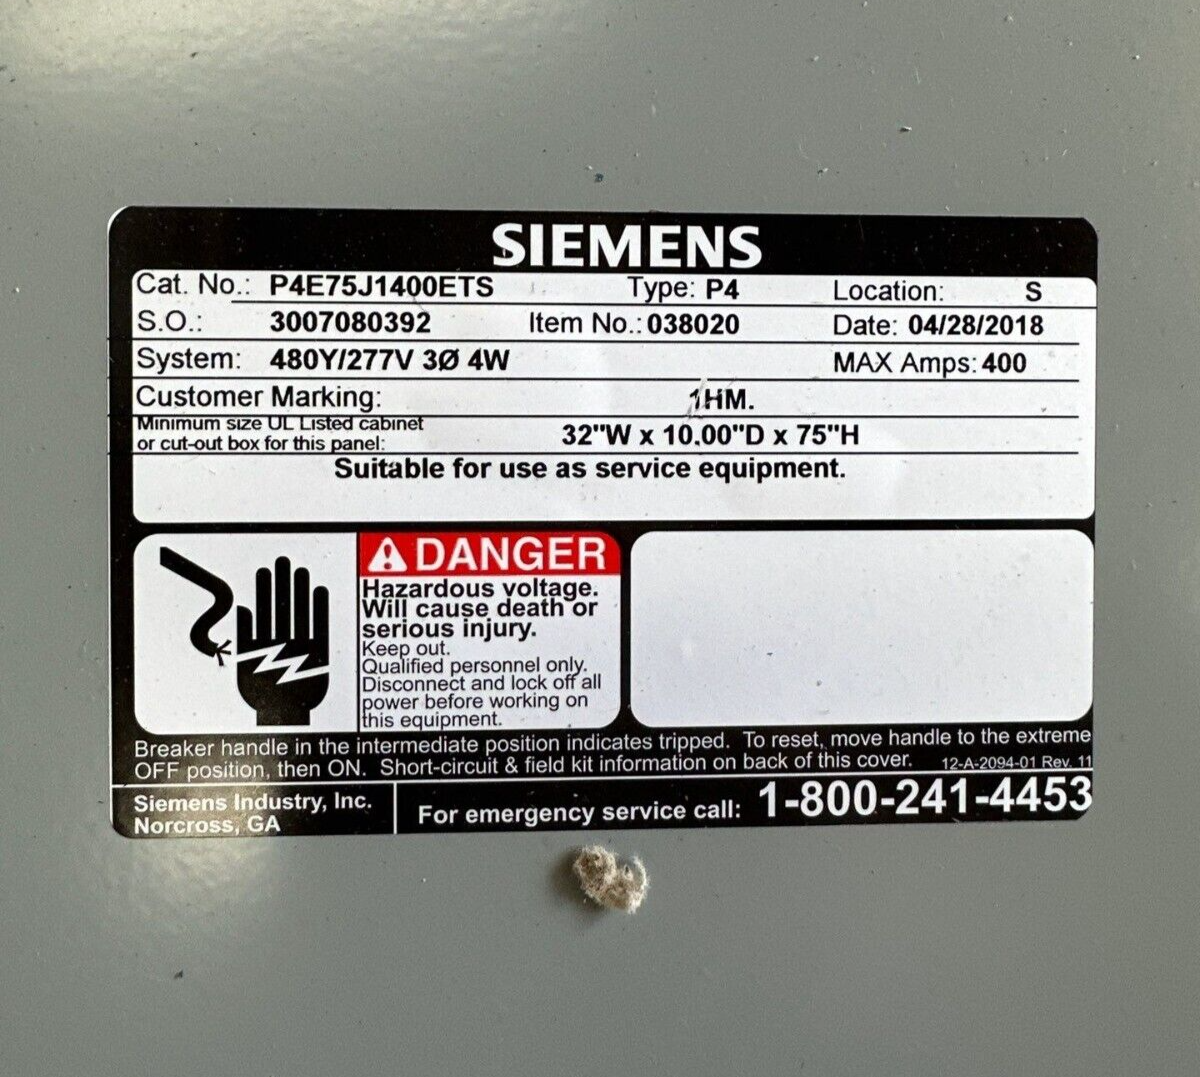 SIEMENS
Cat. No.: P4E75J1400ETS Type: P4 Location: S
S.O.: 3007080392 Item No.: 038020 Date: 04/28/2018
System: 480Y/277V 3Ø 4W MAX Amps: 400
Customer Marking: 1HM.
Minimum size UL Listed cabinet
or cut-out box for this panel: 32"W x 10.00"D x 75"H
Suitable for use as service equipment.
DANGER
Hazardous voltage.
Will cause death or
serious injury.
Keep out.
Qualified personnel only.
Disconnect and lock off all
power before working on
this equipment.
Breaker handle in the intermediate position indicates tripped. To reset, move handle to the extreme
OFF position, then ON. Short-circuit & field kit information on back of this cover. 12-A-2094-01 Rev. 11
Siemens Industry, Inc.
Norcross, GA
For emergency service call: 1-800-241-4453